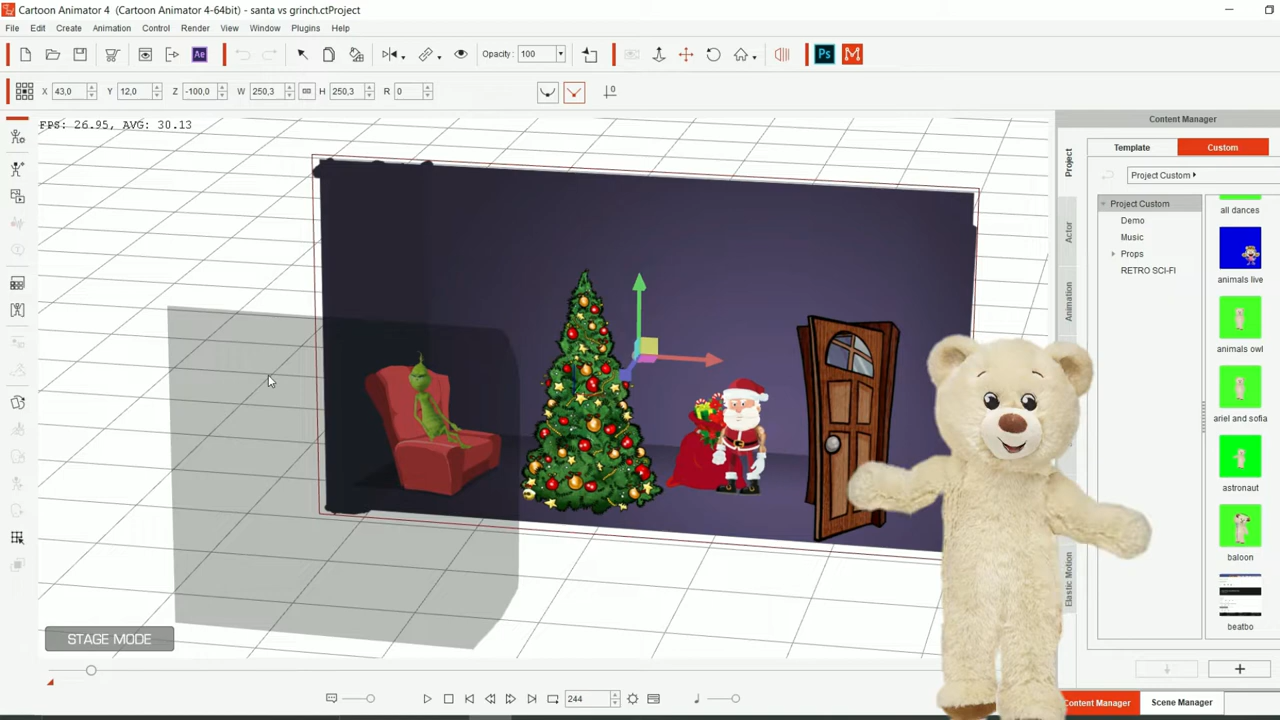 Cartoon Animator 4 (Cartoon Animator 4-64bit) - santa vs grinch.ctProject
File Edit Create Animation Control Render View Window Plugins Help
Ae Opacity : 100 Ps
X 43,0 Y 12,0 Z -100,0 W 250,3 H 250,3 R 0
FPS: 26.95, AVG: 30.13
Content Manager
Template Custom
Project Custom
Project
Actor
Animation
Elastic Motion
Project Custom
Demo
Music
Props
RETRO SCI-FI
all dances
animals live
animals owl
ariel and sofia
astronaut
baloon
beatbo
STAGE MODE
244
Content Manager Scene Manager